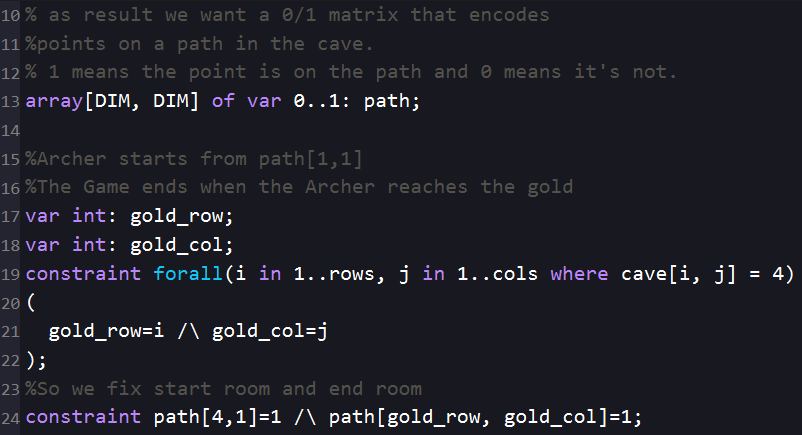 10 % as result we want a 0/1 matrix that encodes
11 %points on a path in the cave.
12 % 1 means the point is on the path and 0 means it's not.
13 array[DIM, DIM] of var 0..1: path;
14
15 %Archer starts from path[1,1]
16 %The Game ends when the Archer reaches the gold
17 var int: gold_row;
18 var int: gold_col;
19 constraint forall(i in 1..rows, j in 1..cols where cave[i, j] = 4)
20 (
21   gold_row=i /\ gold_col=j
22 );
23 %So we fix start room and end room
24 constraint path[4,1]=1 /\ path[gold_row, gold_col]=1;